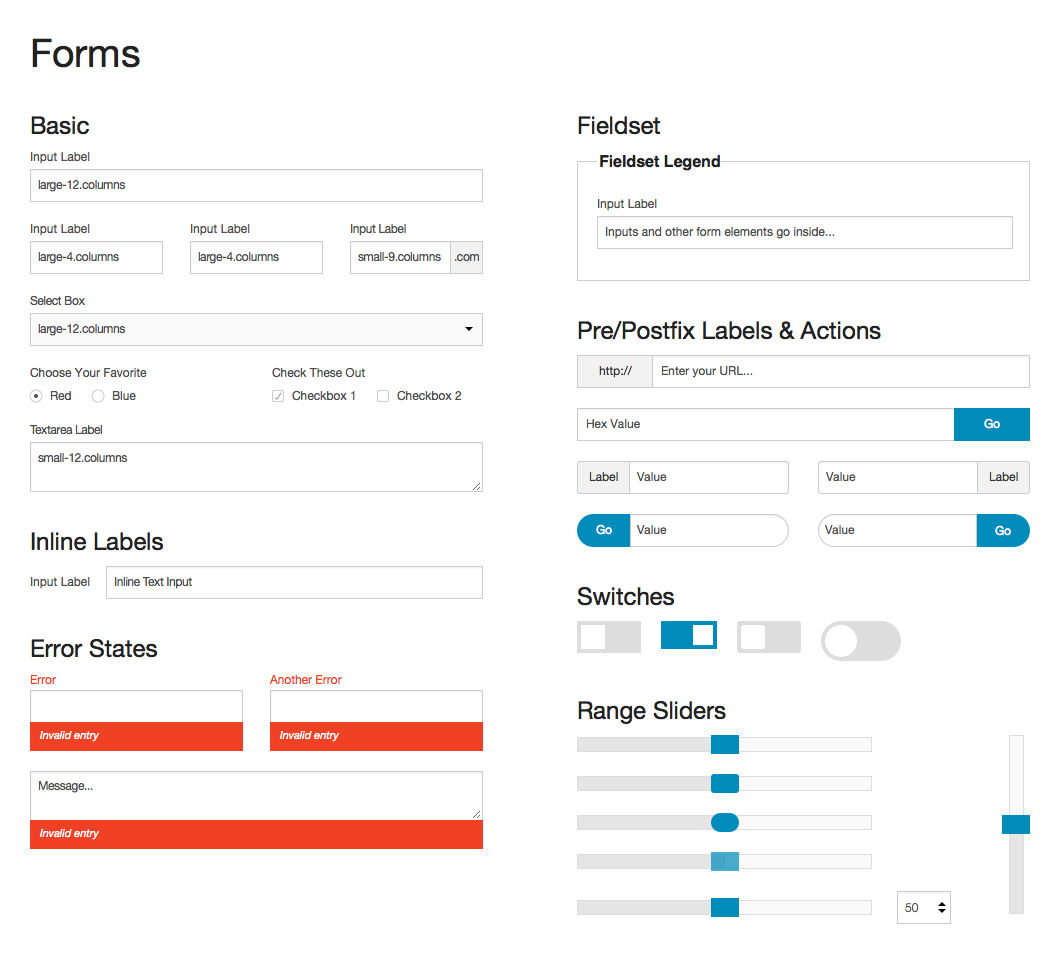 Forms
Basic
Input Label
large-12.columns
Input Label Input Label Input Label
large-4.columns large-4.columns small-9.columns .com
Select Box
large-12.columns
Choose Your Favorite Check These Out
Red Blue Checkbox 1 Checkbox 2
Textarea Label
small-12.columns
Inline Labels
Input Label Inline Text Input
Error States
Error Another Error
Invalid entry Invalid entry
Message...
Invalid entry
Fieldset
Fieldset Legend
Input Label
Inputs and other form elements go inside...
Pre/Postfix Labels & Actions
http:// Enter your URL...
Hex Value Go
Label Value Value Label
Go Value Value Go
Switches
Range Sliders
50